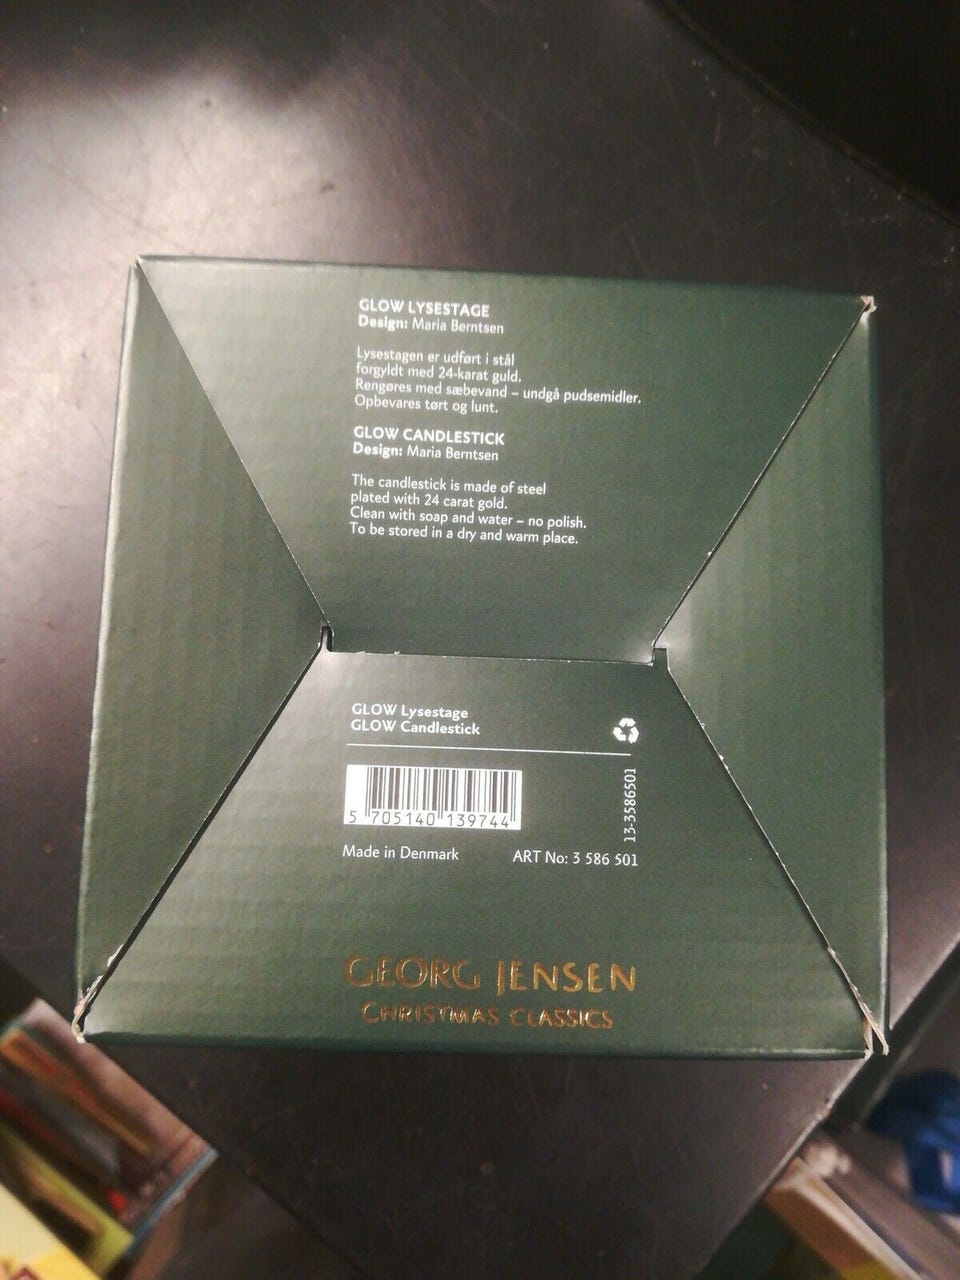 GLOW LYSESTAGE
Design: Maria Berntsen
Lysestagen er udført i stål
forgyldt med 24-karat guld.
Rengøres med sæbevand – undgå pudsemidler.
Opbevares tørt og lunt.
GLOW CANDLESTICK
Design: Maria Berntsen
The candlestick is made of steel
plated with 24 carat gold.
Clean with soap and water – no polish.
To be stored in a dry and warm place.
GLOW Lysestage
GLOW Candlestick
5 705140 139744
13-3586501
Made in Denmark ART No: 3 586 501
GEORG JENSEN
CHRISTMAS CLASSICS